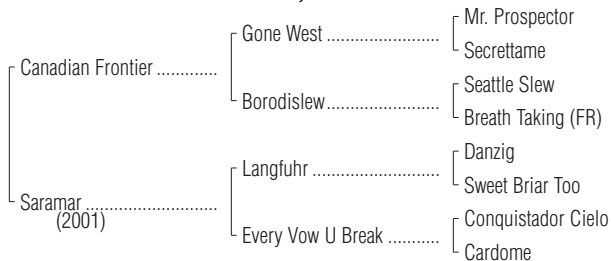 Canadian Frontier ............
Saramar ..........................
(2001)
Gone West ......................
Borodislew......................
Langfuhr .........................
Every Vow U Break ..........
Mr. Prospector
Secrettame
Seattle Slew
Breath Taking (FR)
Danzig
Sweet Briar Too
Conquistador Cielo
Cardome